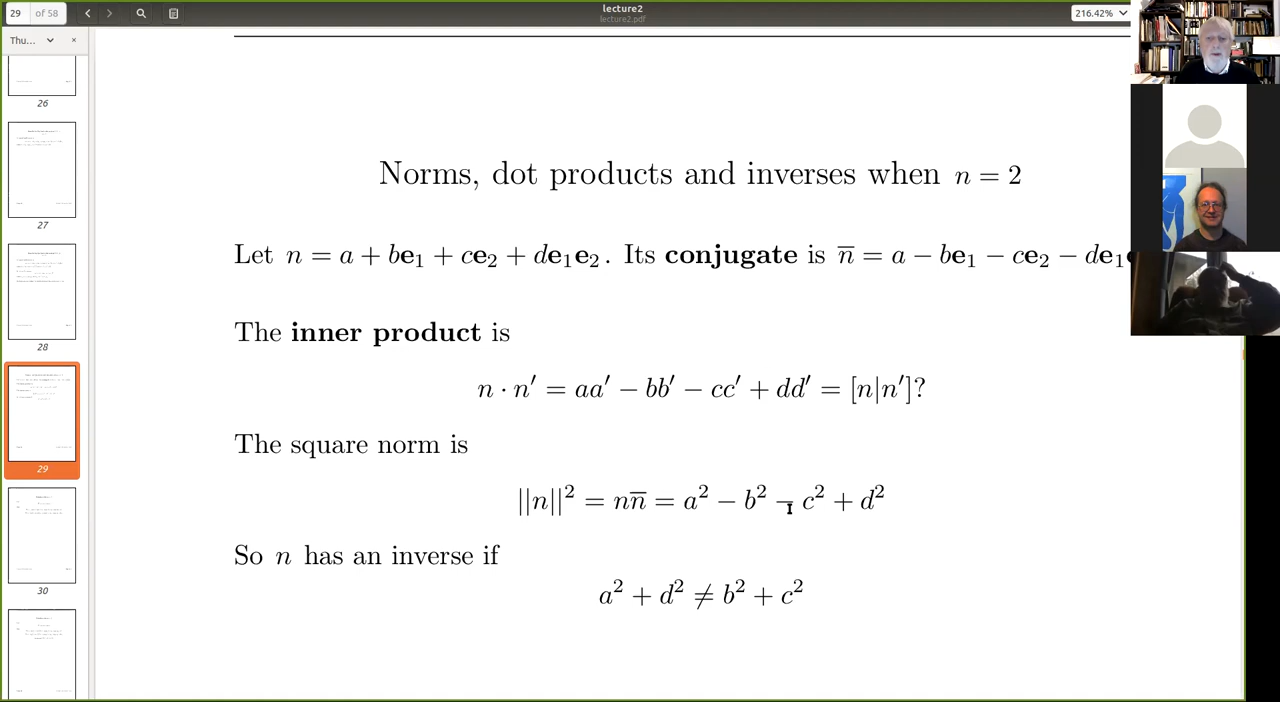 29 of 58
lecture2
lecture2.pdf
216.42%
Thu...
26
27
28
29
30
Norms, dot products and inverses when n = 2
Let n = a + be₁ + ce₂ + de₁e₂. Its conjugate is n̅ = a − be₁ − ce₂ − de₁
The inner product is
n · n′ = aa′ − bb′ − cc′ + dd′ = [n|n′]?
The square norm is
||n||² = nn̅ = a² − b² − c² + d²
So n has an inverse if
a² + d² ≠ b² + c²